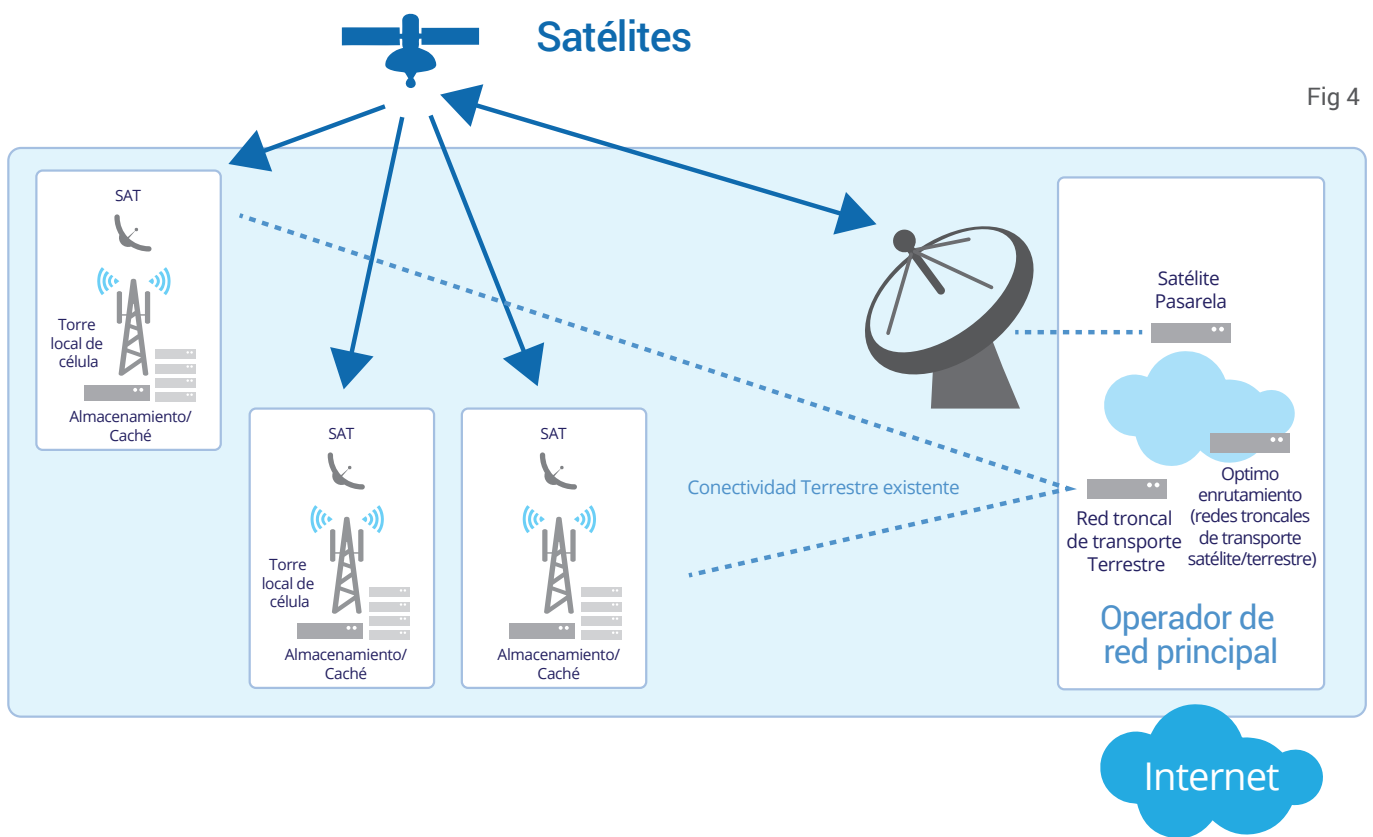 Satélites
Fig 4
SAT
Torre
local de
célula
Almacenamiento/
Caché
SAT
Torre
local de
célula
Almacenamiento/
Caché
SAT
Almacenamiento/
Caché
Conectividad Terrestre existente
Satélite
Pasarela
Red troncal
de transporte
Terrestre
Optimo
enrutamiento
(redes troncales
de transporte
satélite/terrestre)
Operador de
red principal
Internet